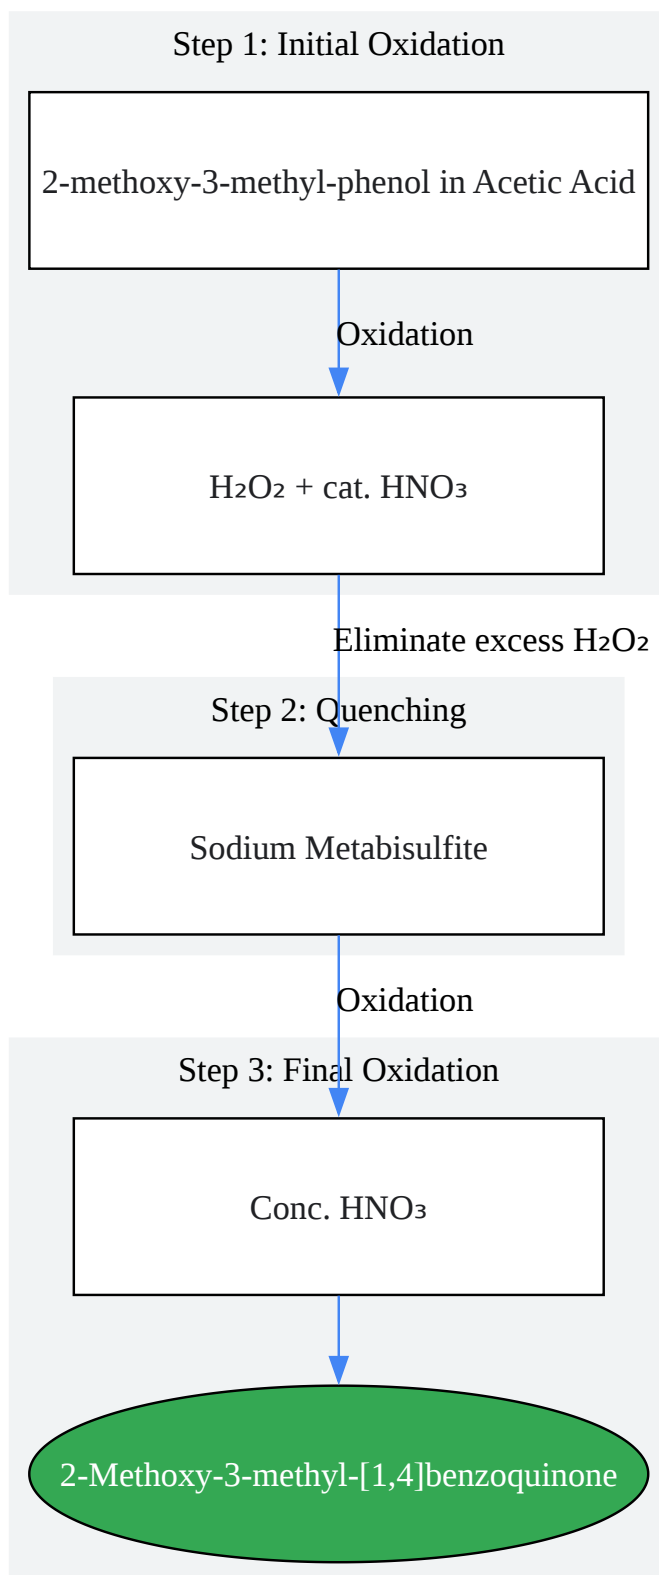 Step 1: Initial Oxidation
2-methoxy-3-methyl-phenol in Acetic Acid
Oxidation
H₂O₂ + cat. HNO₃
Eliminate excess H₂O₂
Step 2: Quenching
Sodium Metabisulfite
Oxidation
Step 3: Final Oxidation
Conc. HNO₃
2-Methoxy-3-methyl-[1,4]benzoquinone